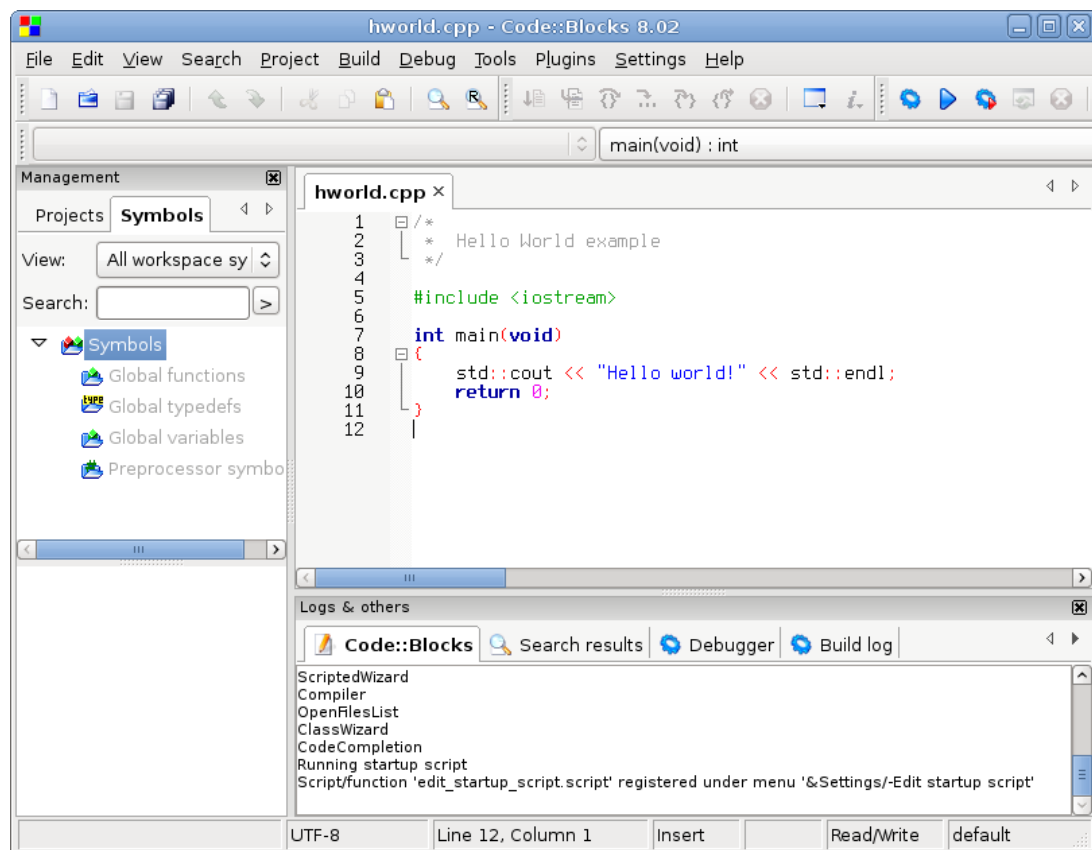 hworld.cpp - Code::Blocks 8.02
File Edit View Search Project Build Debug Tools Plugins Settings Help
main(void) : int
Management
Projects Symbols
View: All workspace sy
Search: >
Symbols
Global functions
Global typedefs
Global variables
Preprocessor symbo
hworld.cpp
1 /*
2 * Hello World example
3 */
4
5 #include <iostream>
6
7 int main(void)
8 {
9 std::cout << "Hello world!" << std::endl;
10 return 0;
11 }
12
Logs & others
Code::Blocks Search results Debugger Build log
ScriptedWizard
Compiler
OpenFilesList
ClassWizard
CodeCompletion
Running startup script
Script/function 'edit_startup_script.script' registered under menu '&Settings/-Edit startup script'
UTF-8 Line 12, Column 1 Insert Read/Write default